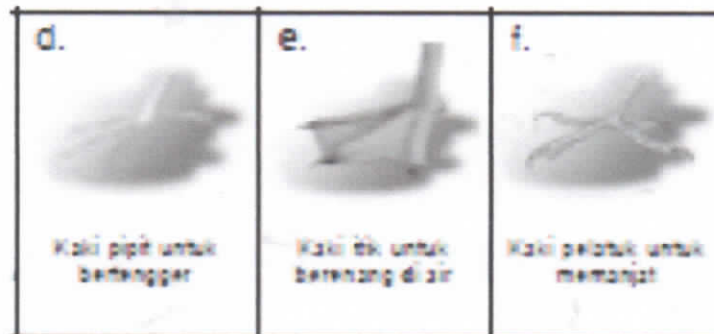 d.
Kaki pipit untuk
bertengger
e.
Kaki itik untuk
berenang di air
f.
Kaki pelatuk untuk
memanjat